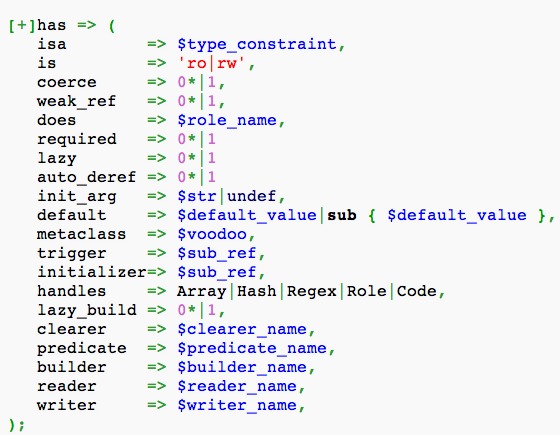 [+]has => (
   isa        => $type_constraint,
   is         => 'ro|rw',
   coerce     => 0*|1,
   weak_ref   => 0*|1,
   does       => $role_name,
   required   => 0*|1
   lazy       => 0*|1
   auto_deref => 0*|1
   init_arg   => $str|undef,
   default    => $default_value|sub { $default_value },
   metaclass  => $voodoo,
   trigger    => $sub_ref,
   initializer=> $sub_ref,
   handles    => Array|Hash|Regex|Role|Code,
   lazy_build => 0*|1,
   clearer    => $clearer_name,
   predicate  => $predicate_name,
   builder    => $builder_name,
   reader     => $reader_name,
   writer     => $writer_name,
);